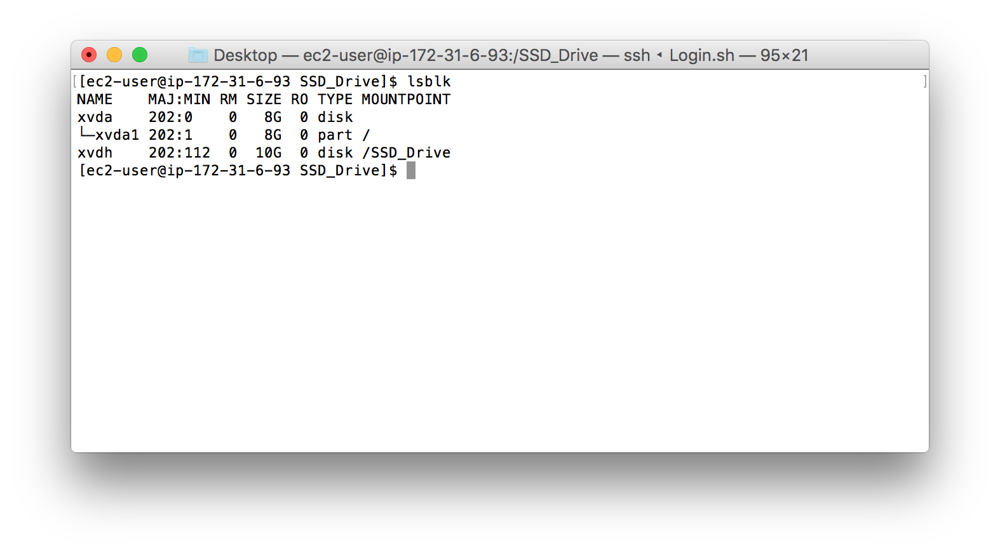 Desktop — ec2-user@ip-172-31-6-93:/SSD_Drive — ssh ◂ Login.sh — 95×21
[[ec2-user@ip-172-31-6-93 SSD_Drive]$ lsblk ]
NAME    MAJ:MIN RM SIZE RO TYPE MOUNTPOINT
xvda    202:0    0   8G  0 disk
└─xvda1 202:1    0   8G  0 part /
xvdh    202:112  0  10G  0 disk /SSD_Drive
[ec2-user@ip-172-31-6-93 SSD_Drive]$